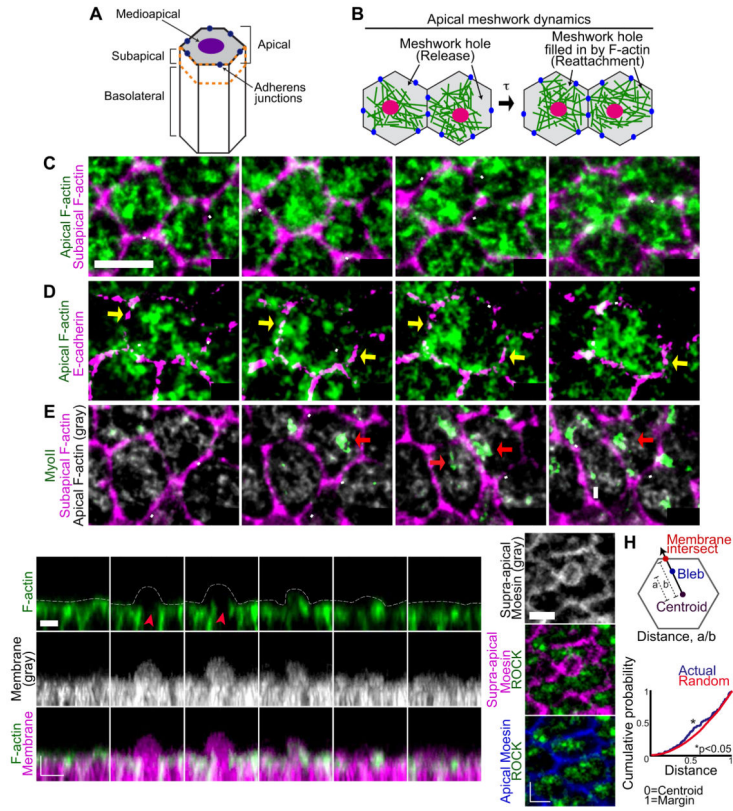 A
Medioapical
Subapical
Apical
Basolateral
Adherens
junctions
B
Apical meshwork dynamics
Meshwork hole
(Release)
τ
Meshwork hole
filled in by F-actin
(Reattachment)
C
Apical F-actin
Subapical F-actin
D
Apical F-actin
E-cadherin
E
MyoII
Subapical F-actin
Apical F-actin (gray)
F-actin
Membrane
(gray)
F-actin
Membrane
Supra-apical
Moesin (gray)
Supra-apical
Moesin
ROCK
Apical Moesin
ROCK
H
Membrane
intersect
Bleb
a
b
Centroid
Distance, a/b
Actual
Random
Cumulative probability
1
0.5
0.5
1
*
*p<0.05
Distance
0=Centroid
1=Margin